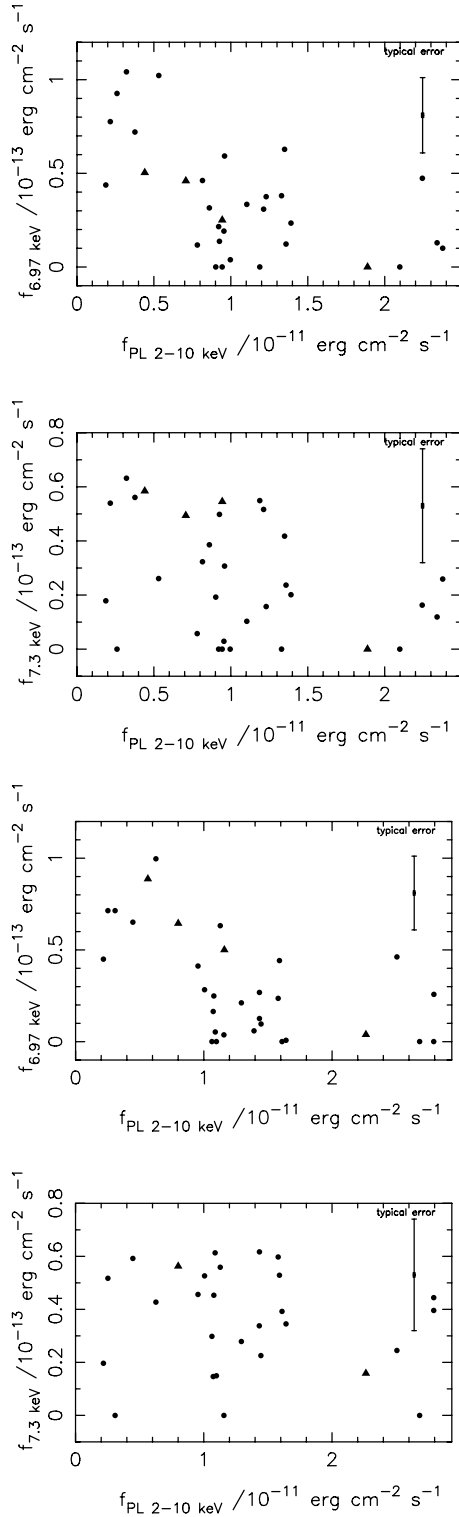 typical error
f6.97 keV /10−13 erg cm−2 s−1
1
0.5
0
0 0.5 1 1.5 2
fPL 2−10 keV /10−11 erg cm−2 s−1
typical error
f7.3 keV /10−13 erg cm−2 s−1
0.8
0.6
0.4
0.2
0
0 0.5 1 1.5 2
fPL 2−10 keV /10−11 erg cm−2 s−1
typical error
f6.97 keV /10−13 erg cm−2 s−1
1
0.5
0
0 1 2
fPL 2−10 keV /10−11 erg cm−2 s−1
typical error
f7.3 keV /10−13 erg cm−2 s−1
0.8
0.6
0.4
0.2
0
0 1 2
fPL 2−10 keV /10−11 erg cm−2 s−1